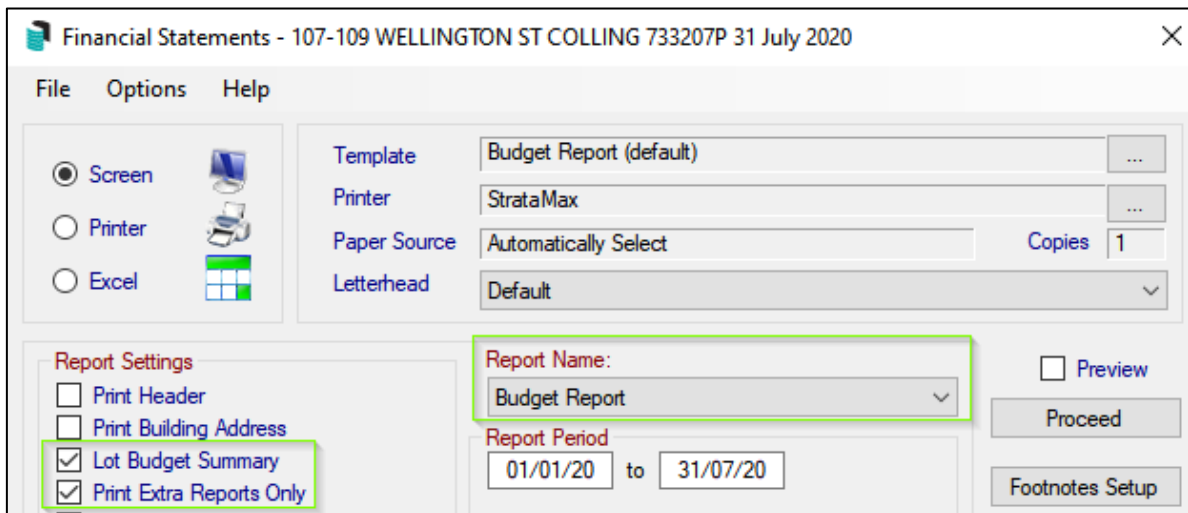 Financial Statements - 107-109 WELLINGTON ST COLLING 733207P 31 July 2020
File Options Help
Screen
Printer
Excel
Template Budget Report (default) ...
Printer StrataMax ...
Paper Source Automatically Select Copies 1
Letterhead Default
Report Settings
Print Header
Print Building Address
Lot Budget Summary
Print Extra Reports Only
Report Name:
Budget Report
Report Period
01/01/20 to 31/07/20
Preview
Proceed
Footnotes Setup